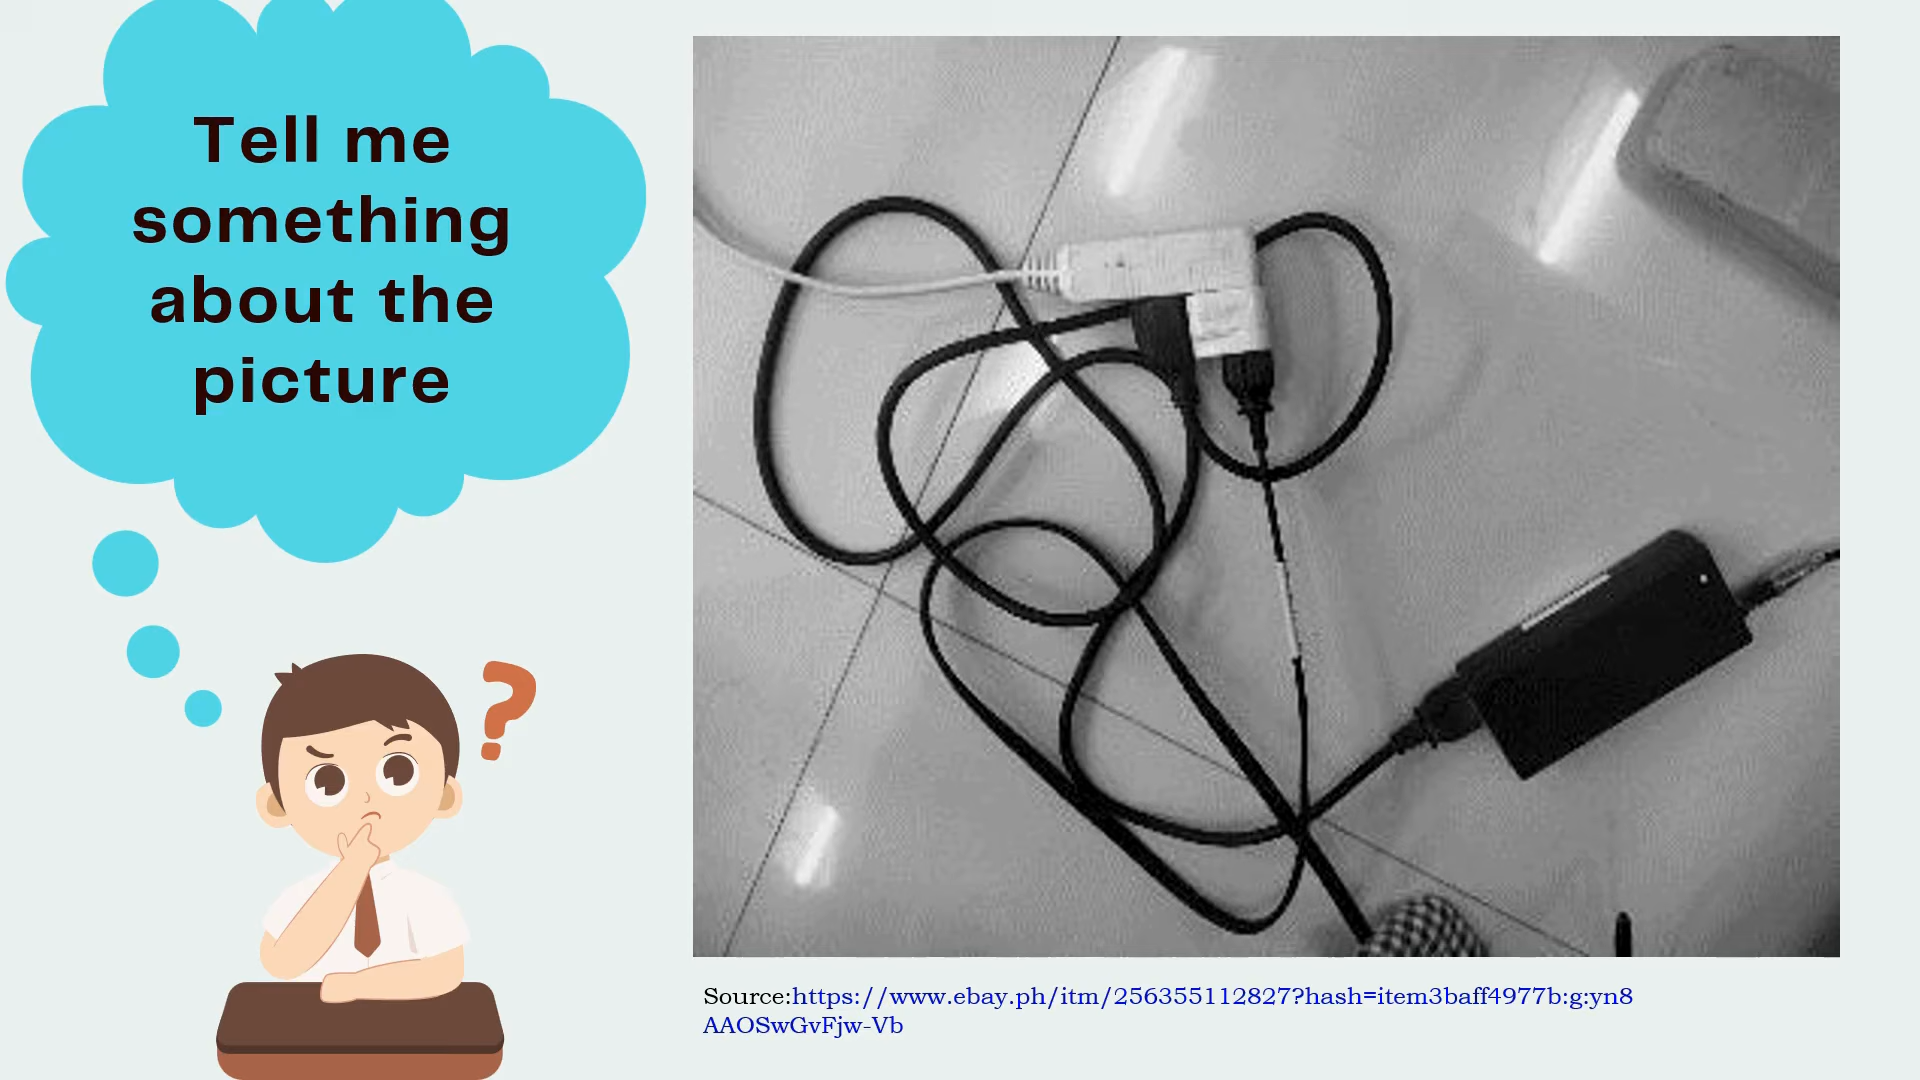 Tell me
something
about the
picture
?
Source:https://www.ebay.ph/itm/256355112827?hash=item3baff4977b:g:yn8
AAOSwGvFjw-Vb